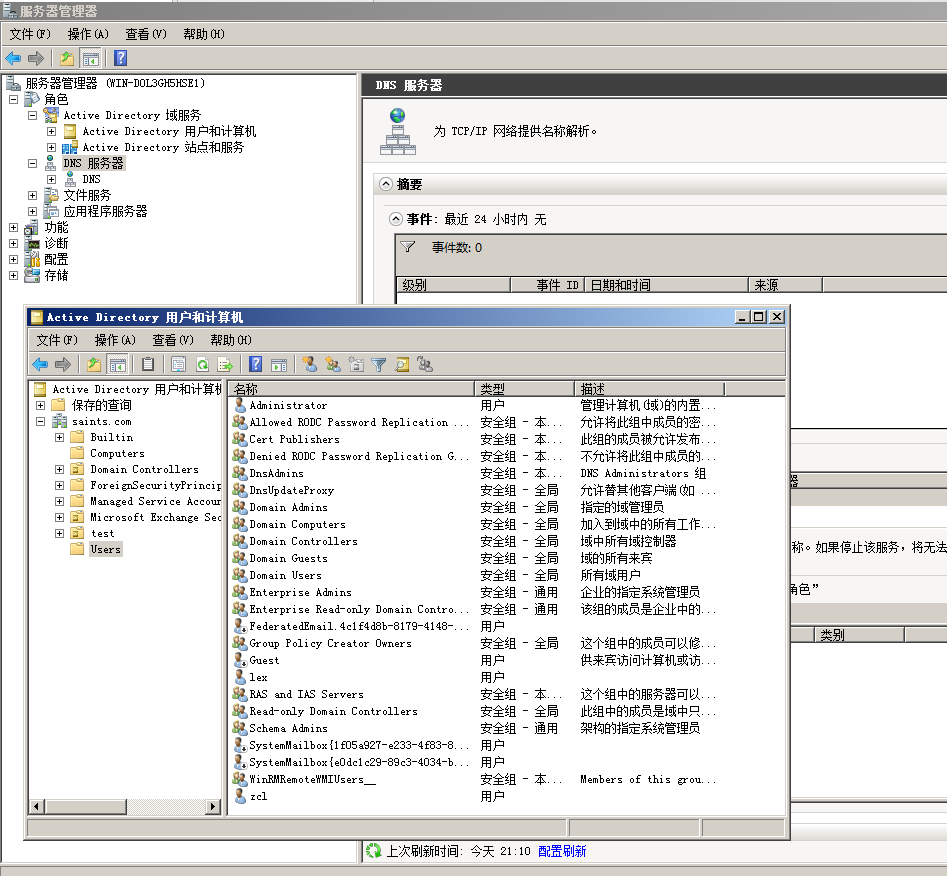 服务器管理器
文件(F) 操作(A) 查看(V) 帮助(H)
服务器管理器 (WIN-DOL3GH5HSE1)
角色
Active Directory 域服务
Active Directory 用户和计算机
Active Directory 站点和服务
DNS 服务器
DNS
文件服务
应用程序服务器
功能
诊断
配置
存储
DNS 服务器
为 TCP/IP 网络提供名称解析。
摘要
事件: 最近 24 小时内 无
事件数: 0
级别 事件 ID 日期和时间 来源
Active Directory 用户和计算机
文件(F) 操作(A) 查看(V) 帮助(H)
Active Directory 用户和计算机
保存的查询
saints.com
Builtin
Computers
Domain Controllers
ForeignSecurityPrincip
Managed Service Accour
Microsoft Exchange Sec
test
Users
名称 类型 描述
Administrator 用户 管理计算机(域)的内置...
Allowed RODC Password Replication ... 安全组 - 本... 允许将此组中成员的密...
Cert Publishers 安全组 - 本... 此组的成员被允许发布...
Denied RODC Password Replication G... 安全组 - 本... 不允许将此组中成员的...
DnsAdmins 安全组 - 本... DNS Administrators 组
DnsUpdateProxy 安全组 - 全局 允许替其他客户端(如 ...
Domain Admins 安全组 - 全局 指定的域管理员
Domain Computers 安全组 - 全局 加入到域中的所有工作...
Domain Controllers 安全组 - 全局 域中所有域控制器
Domain Guests 安全组 - 全局 域的所有来宾
Domain Users 安全组 - 全局 所有域用户
Enterprise Admins 安全组 - 通用 企业的指定系统管理员
Enterprise Read-only Domain Contro... 安全组 - 通用 该组的成员是企业中的...
FederatedEmail.4c1f4d8b-8179-4148-... 用户
Group Policy Creator Owners 安全组 - 全局 这个组中的成员可以修...
Guest 用户 供来宾访问计算机或访...
lex 用户
RAS and IAS Servers 安全组 - 本... 这个组中的服务器可以...
Read-only Domain Controllers 安全组 - 全局 此组中的成员是域中只...
Schema Admins 安全组 - 通用 架构的指定系统管理员
SystemMailbox{1f05a927-e233-4f83-8... 用户
SystemMailbox{e0dc1c29-89c3-4034-b... 用户
WinRMRemoteWMIUsers__ 安全组 - 本... Members of this grou...
zcl 用户
器
称。如果停止该服务，将无法
角色”
类别
上次刷新时间: 今天 21:10 配置刷新